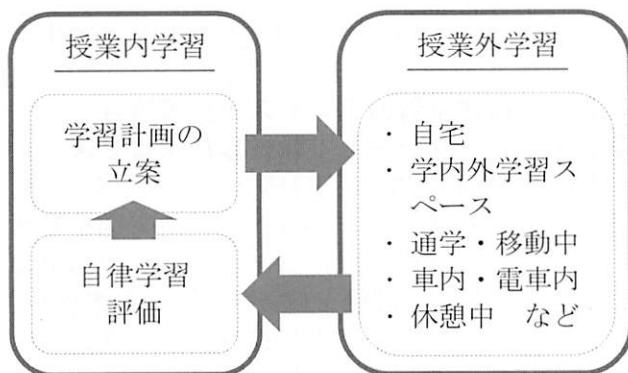 授業内学習
学習計画の
立案
自律学習
評価
授業外学習
・ 自宅
・ 学内外学習ス
ペース
・ 通学・移動中
・ 車内・電車内
・ 休憩中　など